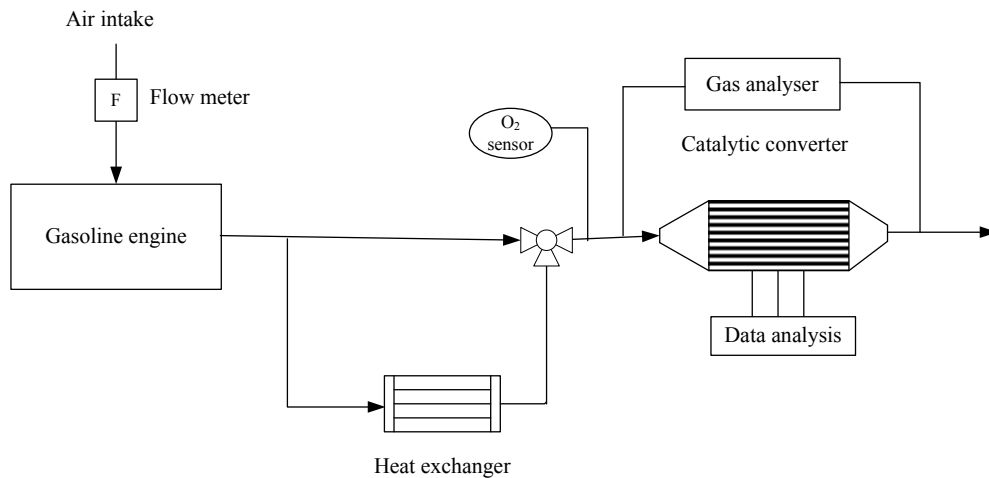 Air intake
F
Flow meter
Gasoline engine
O₂
sensor
Gas analyser
Catalytic converter
Data analysis
Heat exchanger